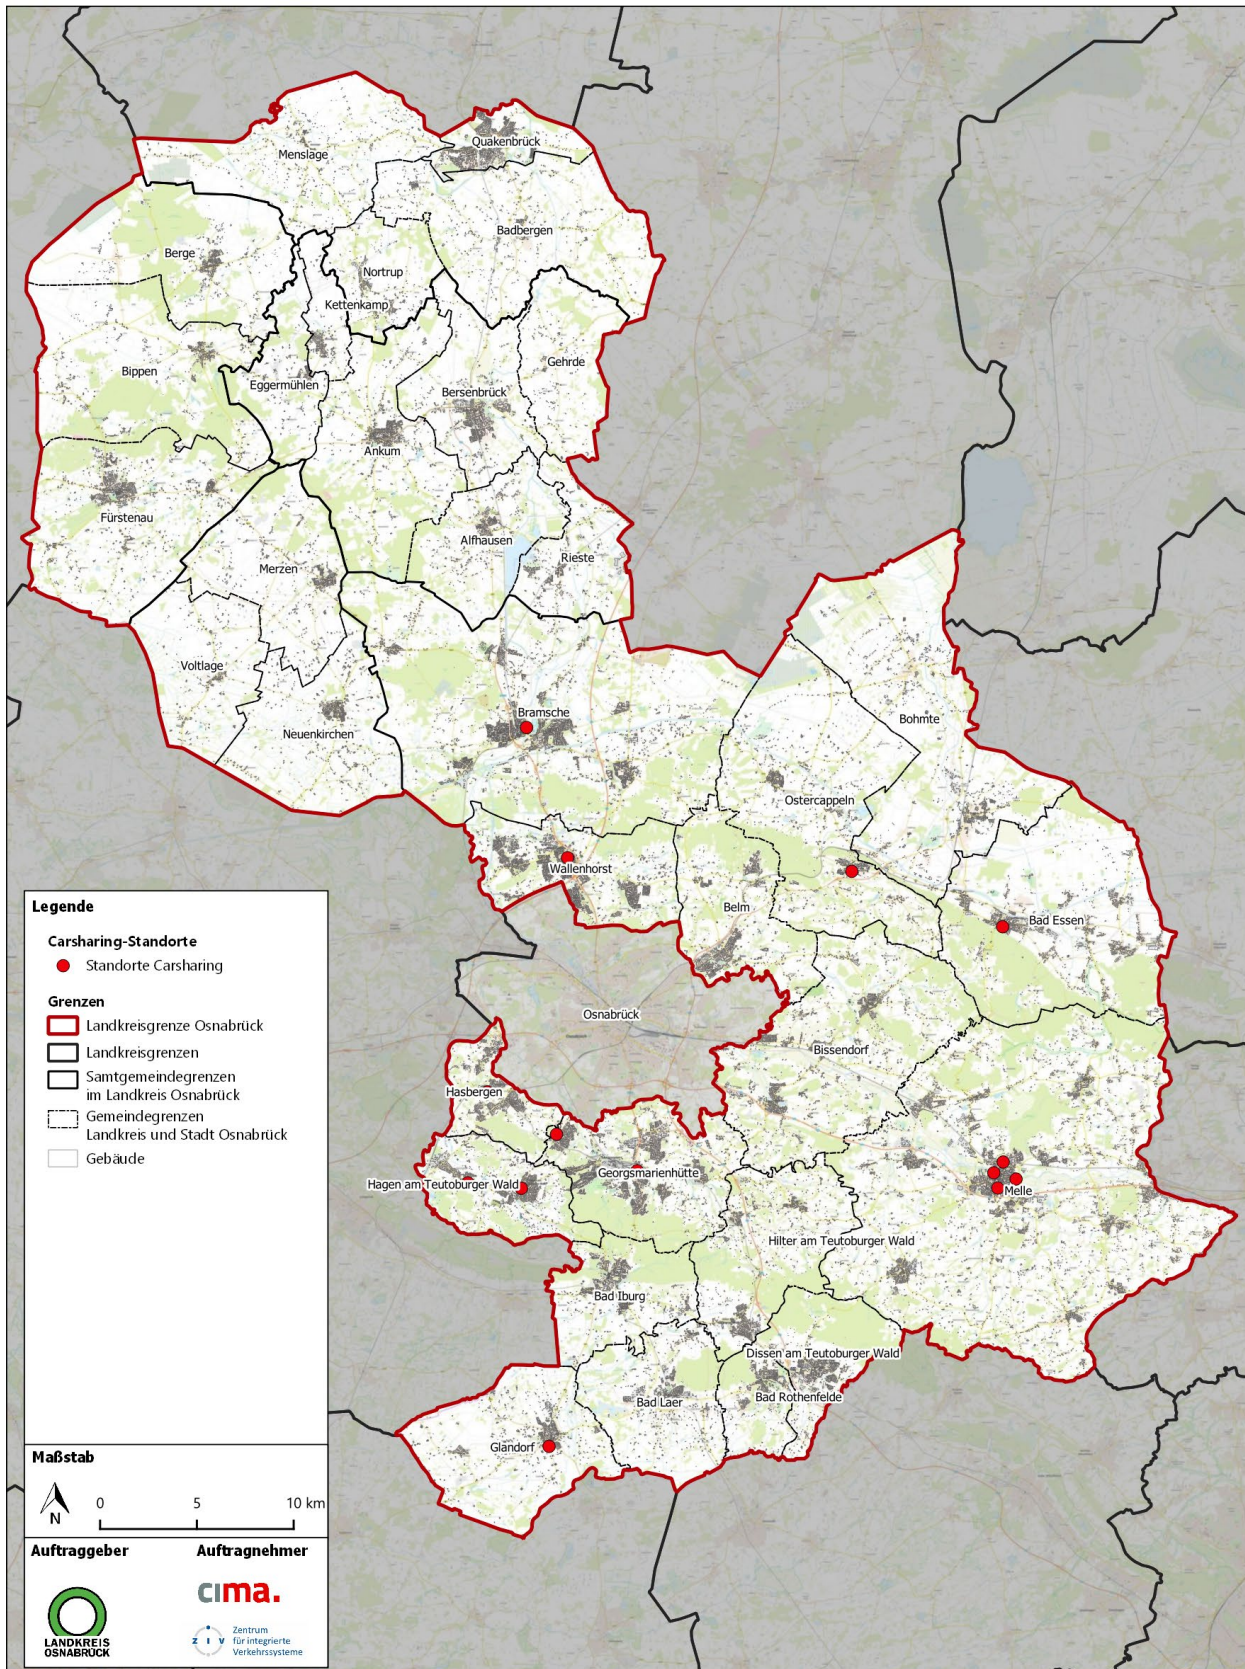 Menslage
Quakenbrück
Badbergen
Berge
Nortrup
Kettenkamp
Gehrde
Bippen
Eggermühlen
Bersenbrück
Ankum
Fürstenau
Alfhausen
Rieste
Merzen
Voltlage
Bramsche
Neuenkirchen
Bohmte
Ostercappeln
Wallenhorst
Belm
Bad Essen
Osnabrück
Bissendorf
Hasbergen
Georgsmarienhütte
Hagen am Teutoburger Wald
Melle
Hilter am Teutoburger Wald
Bad Iburg
Dissen am Teutoburger Wald
Bad Rothenfelde
Bad Laer
Glandorf
Legende
Carsharing-Standorte
Standorte Carsharing
Grenzen
Landkreisgrenze Osnabrück
Landkreisgrenzen
Samtgemeindegrenzen
im Landkreis Osnabrück
Gemeindegrenzen
Landkreis und Stadt Osnabrück
Gebäude
Maßstab
N
0 5 10 km
Auftraggeber
Auftragnehmer
LANDKREIS
OSNABRÜCK
cıma.
Z I V
Zentrum
für integrierte
Verkehrssysteme